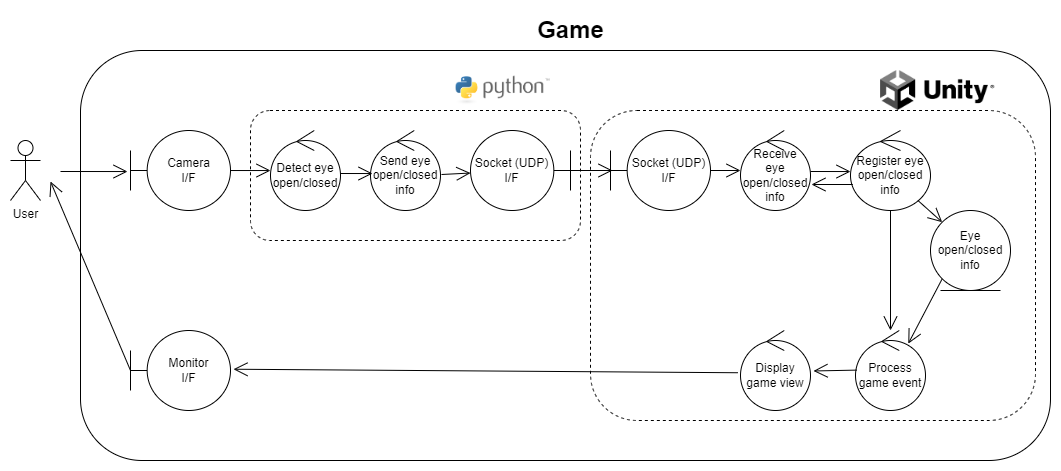 Game
python™
Unity
Camera
I/F
Detect eye
open/closed
Send eye
open/closed
info
Socket (UDP)
I/F
Socket (UDP)
I/F
Receive
eye
open/closed
info
Register eye
open/closed
info
User
Eye
open/closed
info
Monitor
I/F
Display
game view
Process
game event